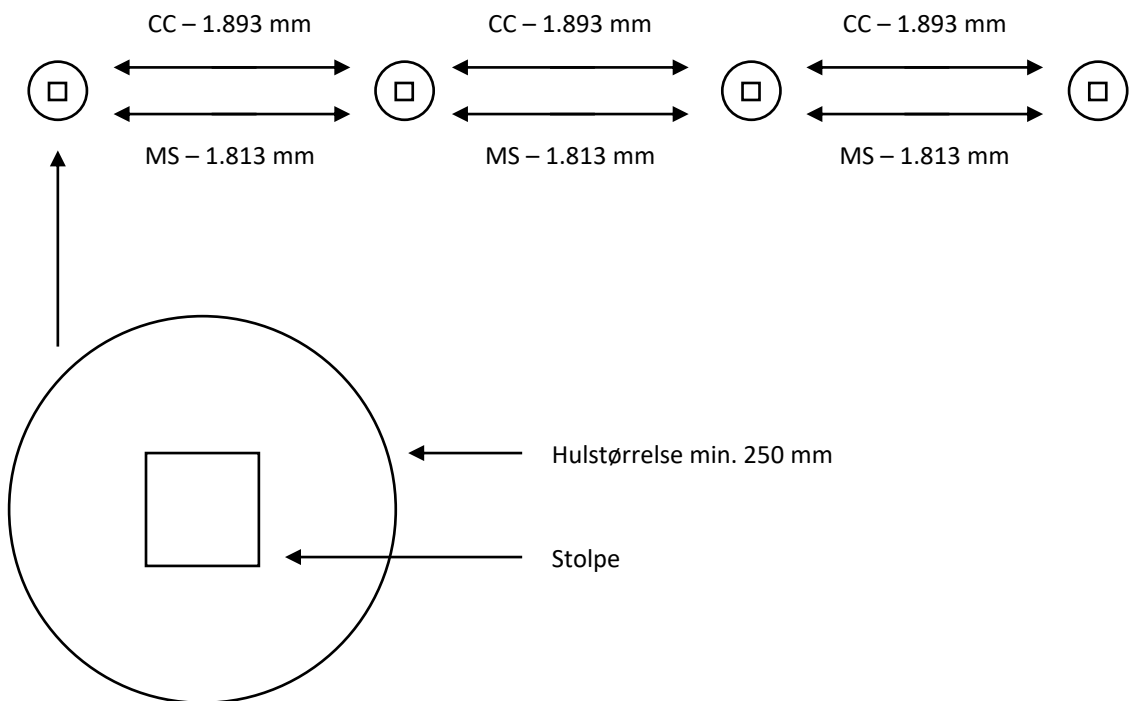 CC – 1.893 mm CC – 1.893 mm CC – 1.893 mm
MS – 1.813 mm MS – 1.813 mm MS – 1.813 mm
Hulstørrelse min. 250 mm
Stolpe